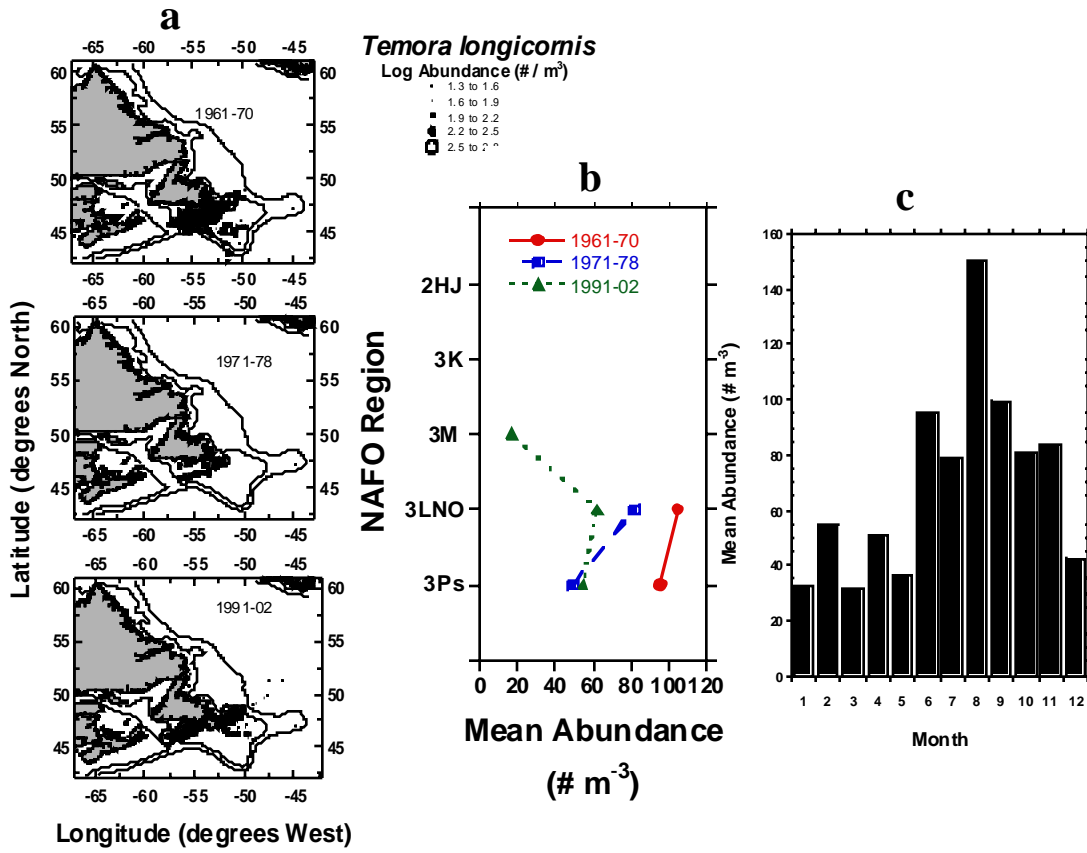 a
Temora longicornis
Log Abundance (# / m³)
1.3 to 1.6
1.6 to 1.9
1.9 to 2.2
2.2 to 2.5
2.5 to
-65 -60 -55 -50 -45
60 60
55 55
50 50
45 45
1961-70
-65 -60 -55 -50 -45
-65 -60 -55 -50 -45
60 60
55 55
50 50
45 45
1971-78
-65 -60 -55 -50 -45
-65 -60 -55 -50 -45
60 60
55 55
50 50
45 45
1991-02
-65 -60 -55 -50 -45
Latitude (degrees North)
Longitude (degrees West)
b
1961-70
1971-78
1991-02
2HJ
3K
3M
3LNO
3Ps
NAFO Region
0 20 40 60 80 100 120
Mean Abundance
(# m⁻³)
c
160
140
120
100
80
60
40
20
0
Mean Abundance (# m⁻³)
1 2 3 4 5 6 7 8 9 10 11 12
Month